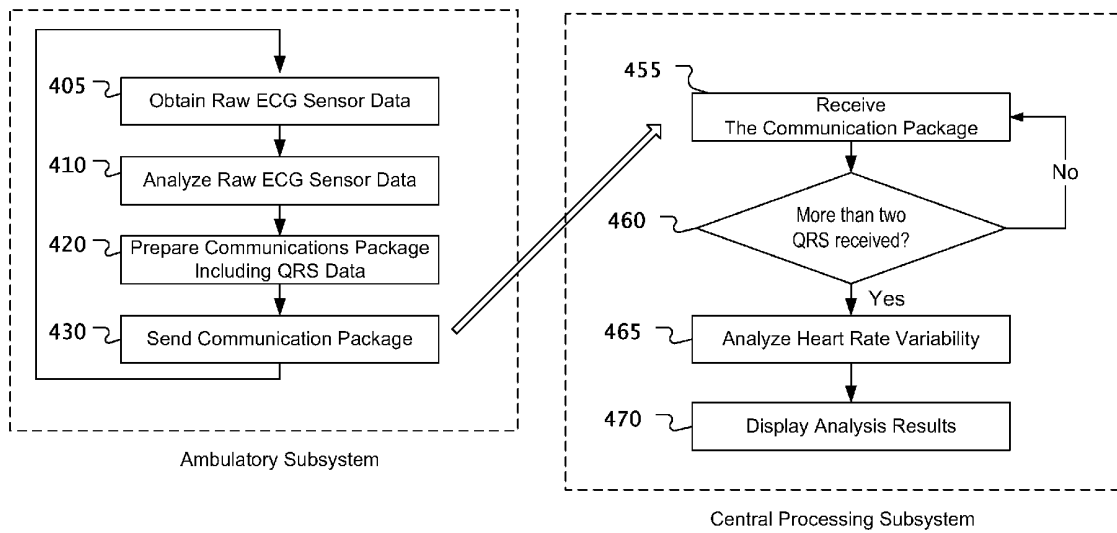 405
Obtain Raw ECG Sensor Data
410
Analyze Raw ECG Sensor Data
420
Prepare Communications Package
Including QRS Data
430
Send Communication Package
Ambulatory Subsystem
455
Receive
The Communication Package
No
460
More than two
QRS received?
Yes
465
Analyze Heart Rate Variability
470
Display Analysis Results
Central Processing Subsystem